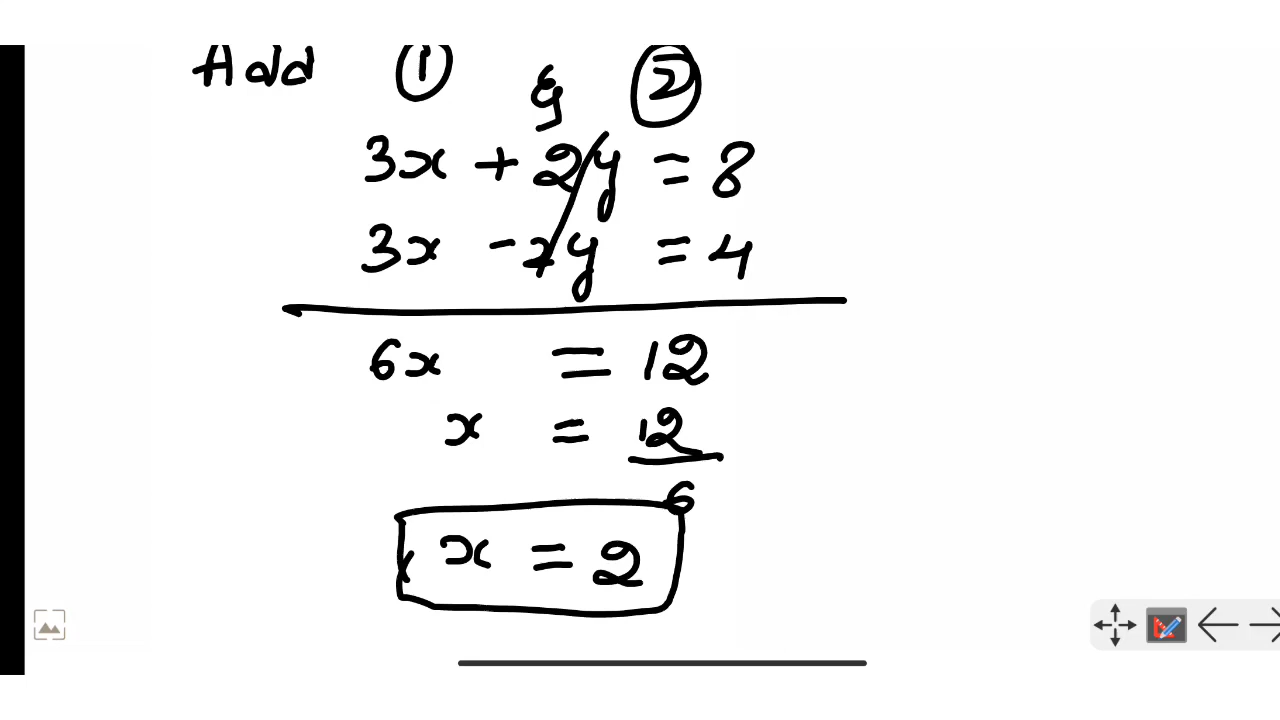 Add ① & ②
3x + 2y = 8
3x - 2y = 4
6x = 12
x = 12
6
x = 2